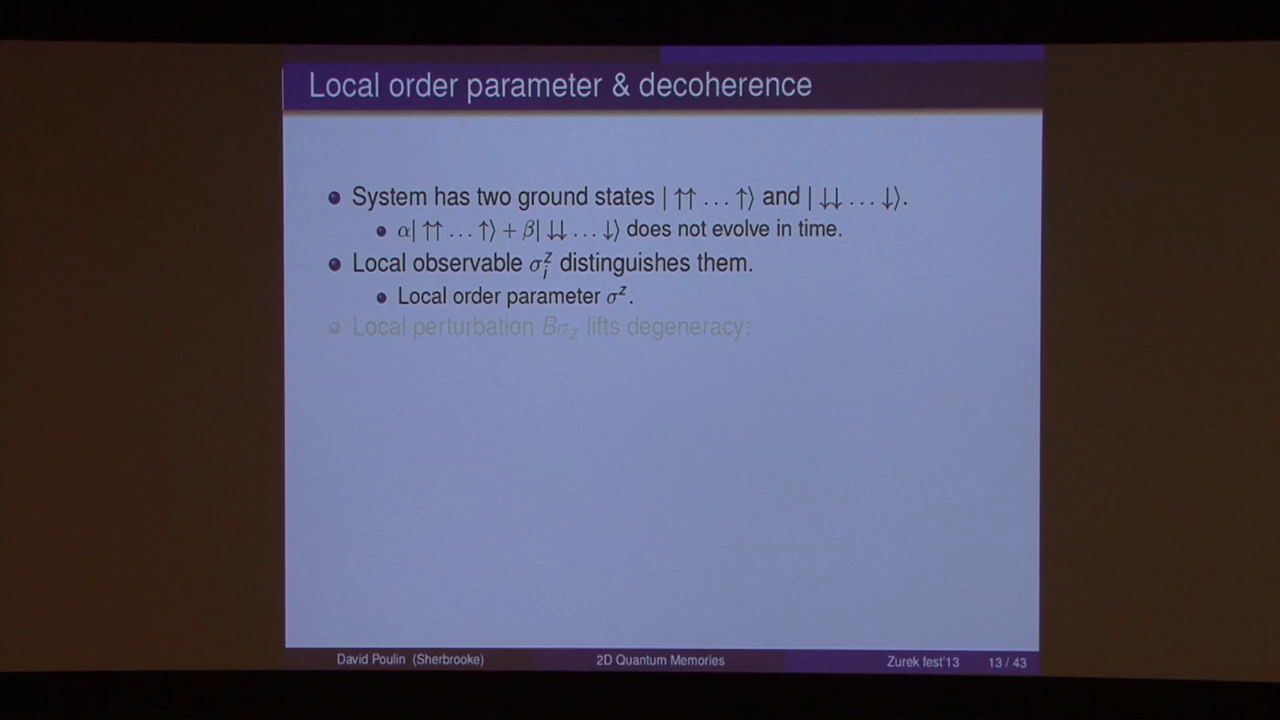 Local order parameter & decoherence
System has two ground states | ↑↑ … ↑⟩ and | ↓↓ … ↓⟩.
α| ↑↑ … ↑⟩ + β| ↓↓ … ↓⟩ does not evolve in time.
Local observable σᵢᶻ distinguishes them.
Local order parameter σᶻ.
Local perturbation Bσ_z lifts degeneracy:
David Poulin (Sherbrooke) 2D Quantum Memories Zurek fest'13 13 / 43